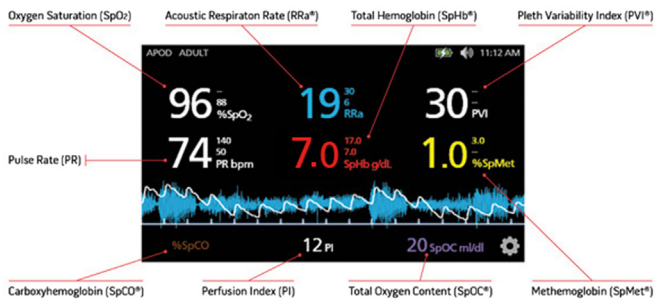 Oxygen Saturation (SpO₂)
Acoustic Respiraton Rate (RRa®)
Total Hemoglobin (SpHb®)
Pleth Variability Index (PVI®)
APOD ADULT
11:12 AM
96 – 88 %SpO₂
19 30 6 RRa
30 – – PVI
Pulse Rate (PR)
74 140 50 PR bpm
7.0 17.0 7.0 SpHb g/dL
1.0 3.0 – %SpMet
%SpCO
12 PI
20 SpOC ml/dl
Carboxyhemoglobin (SpCO®)
Perfusion Index (PI)
Total Oxygen Content (SpOC®)
Methemoglobin (SpMet®)